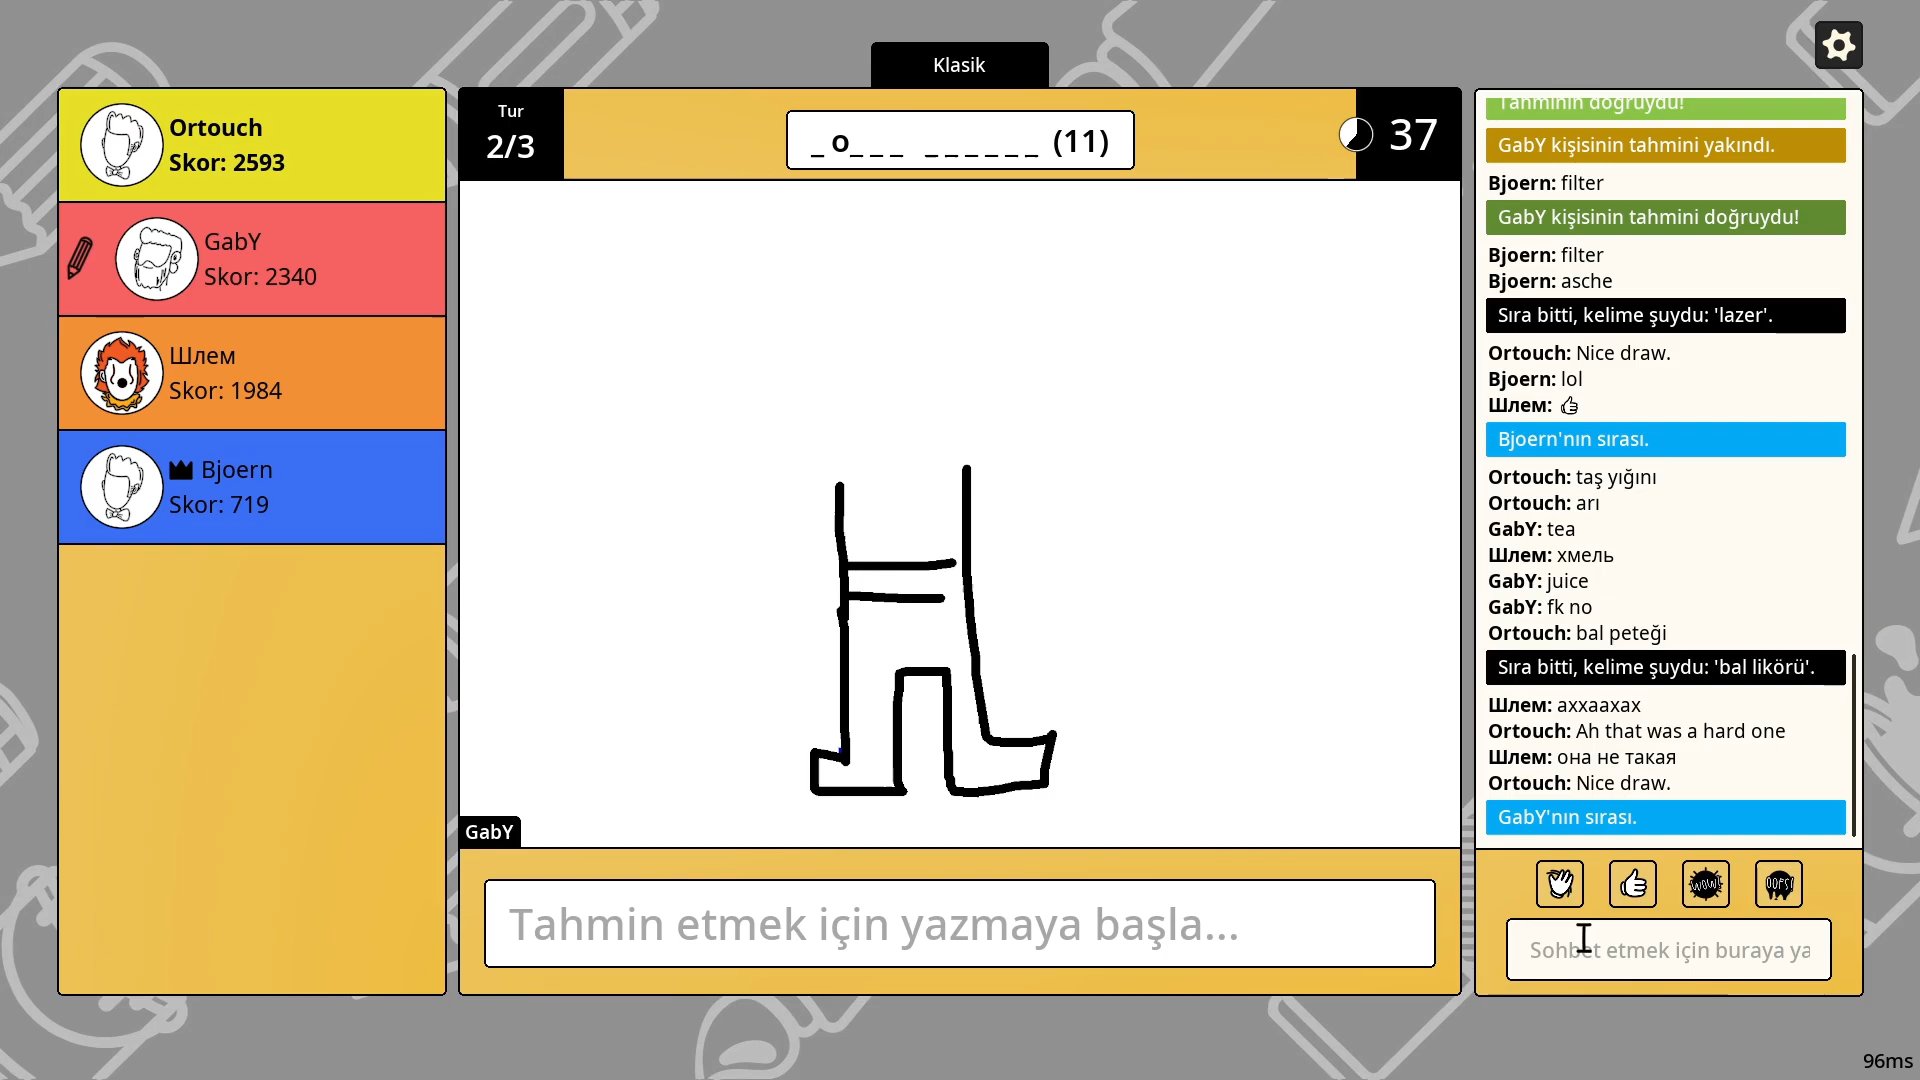 Klasik
Ortouch
Skor: 2593
GabY
Skor: 2340
Шлем
Skor: 1984
Bjoern
Skor: 719
Tur
2/3
_ o _ _ _ _ _ _ _ _ _ (11)
37
GabY
Tahmin etmek için yazmaya başla...
Tahminin doğruydu!
GabY kişisinin tahmini yakındı.
Bjoern: filter
GabY kişisinin tahmini doğruydu!
Bjoern: filter
Bjoern: asche
Sıra bitti, kelime şuydu: 'lazer'.
Ortouch: Nice draw.
Bjoern: lol
Шлем:
Bjoern'nın sırası.
Ortouch: taş yığını
Ortouch: arı
GabY: tea
Шлем: хмель
GabY: juice
GabY: fk no
Ortouch: bal peteği
Sıra bitti, kelime şuydu: 'bal likörü'.
Шлем: аххаахах
Ortouch: Ah that was a hard one
Шлем: она не такая
Ortouch: Nice draw.
GabY'nın sırası.
WOW! OOPS!
Sohbet etmek için buraya ya
96ms